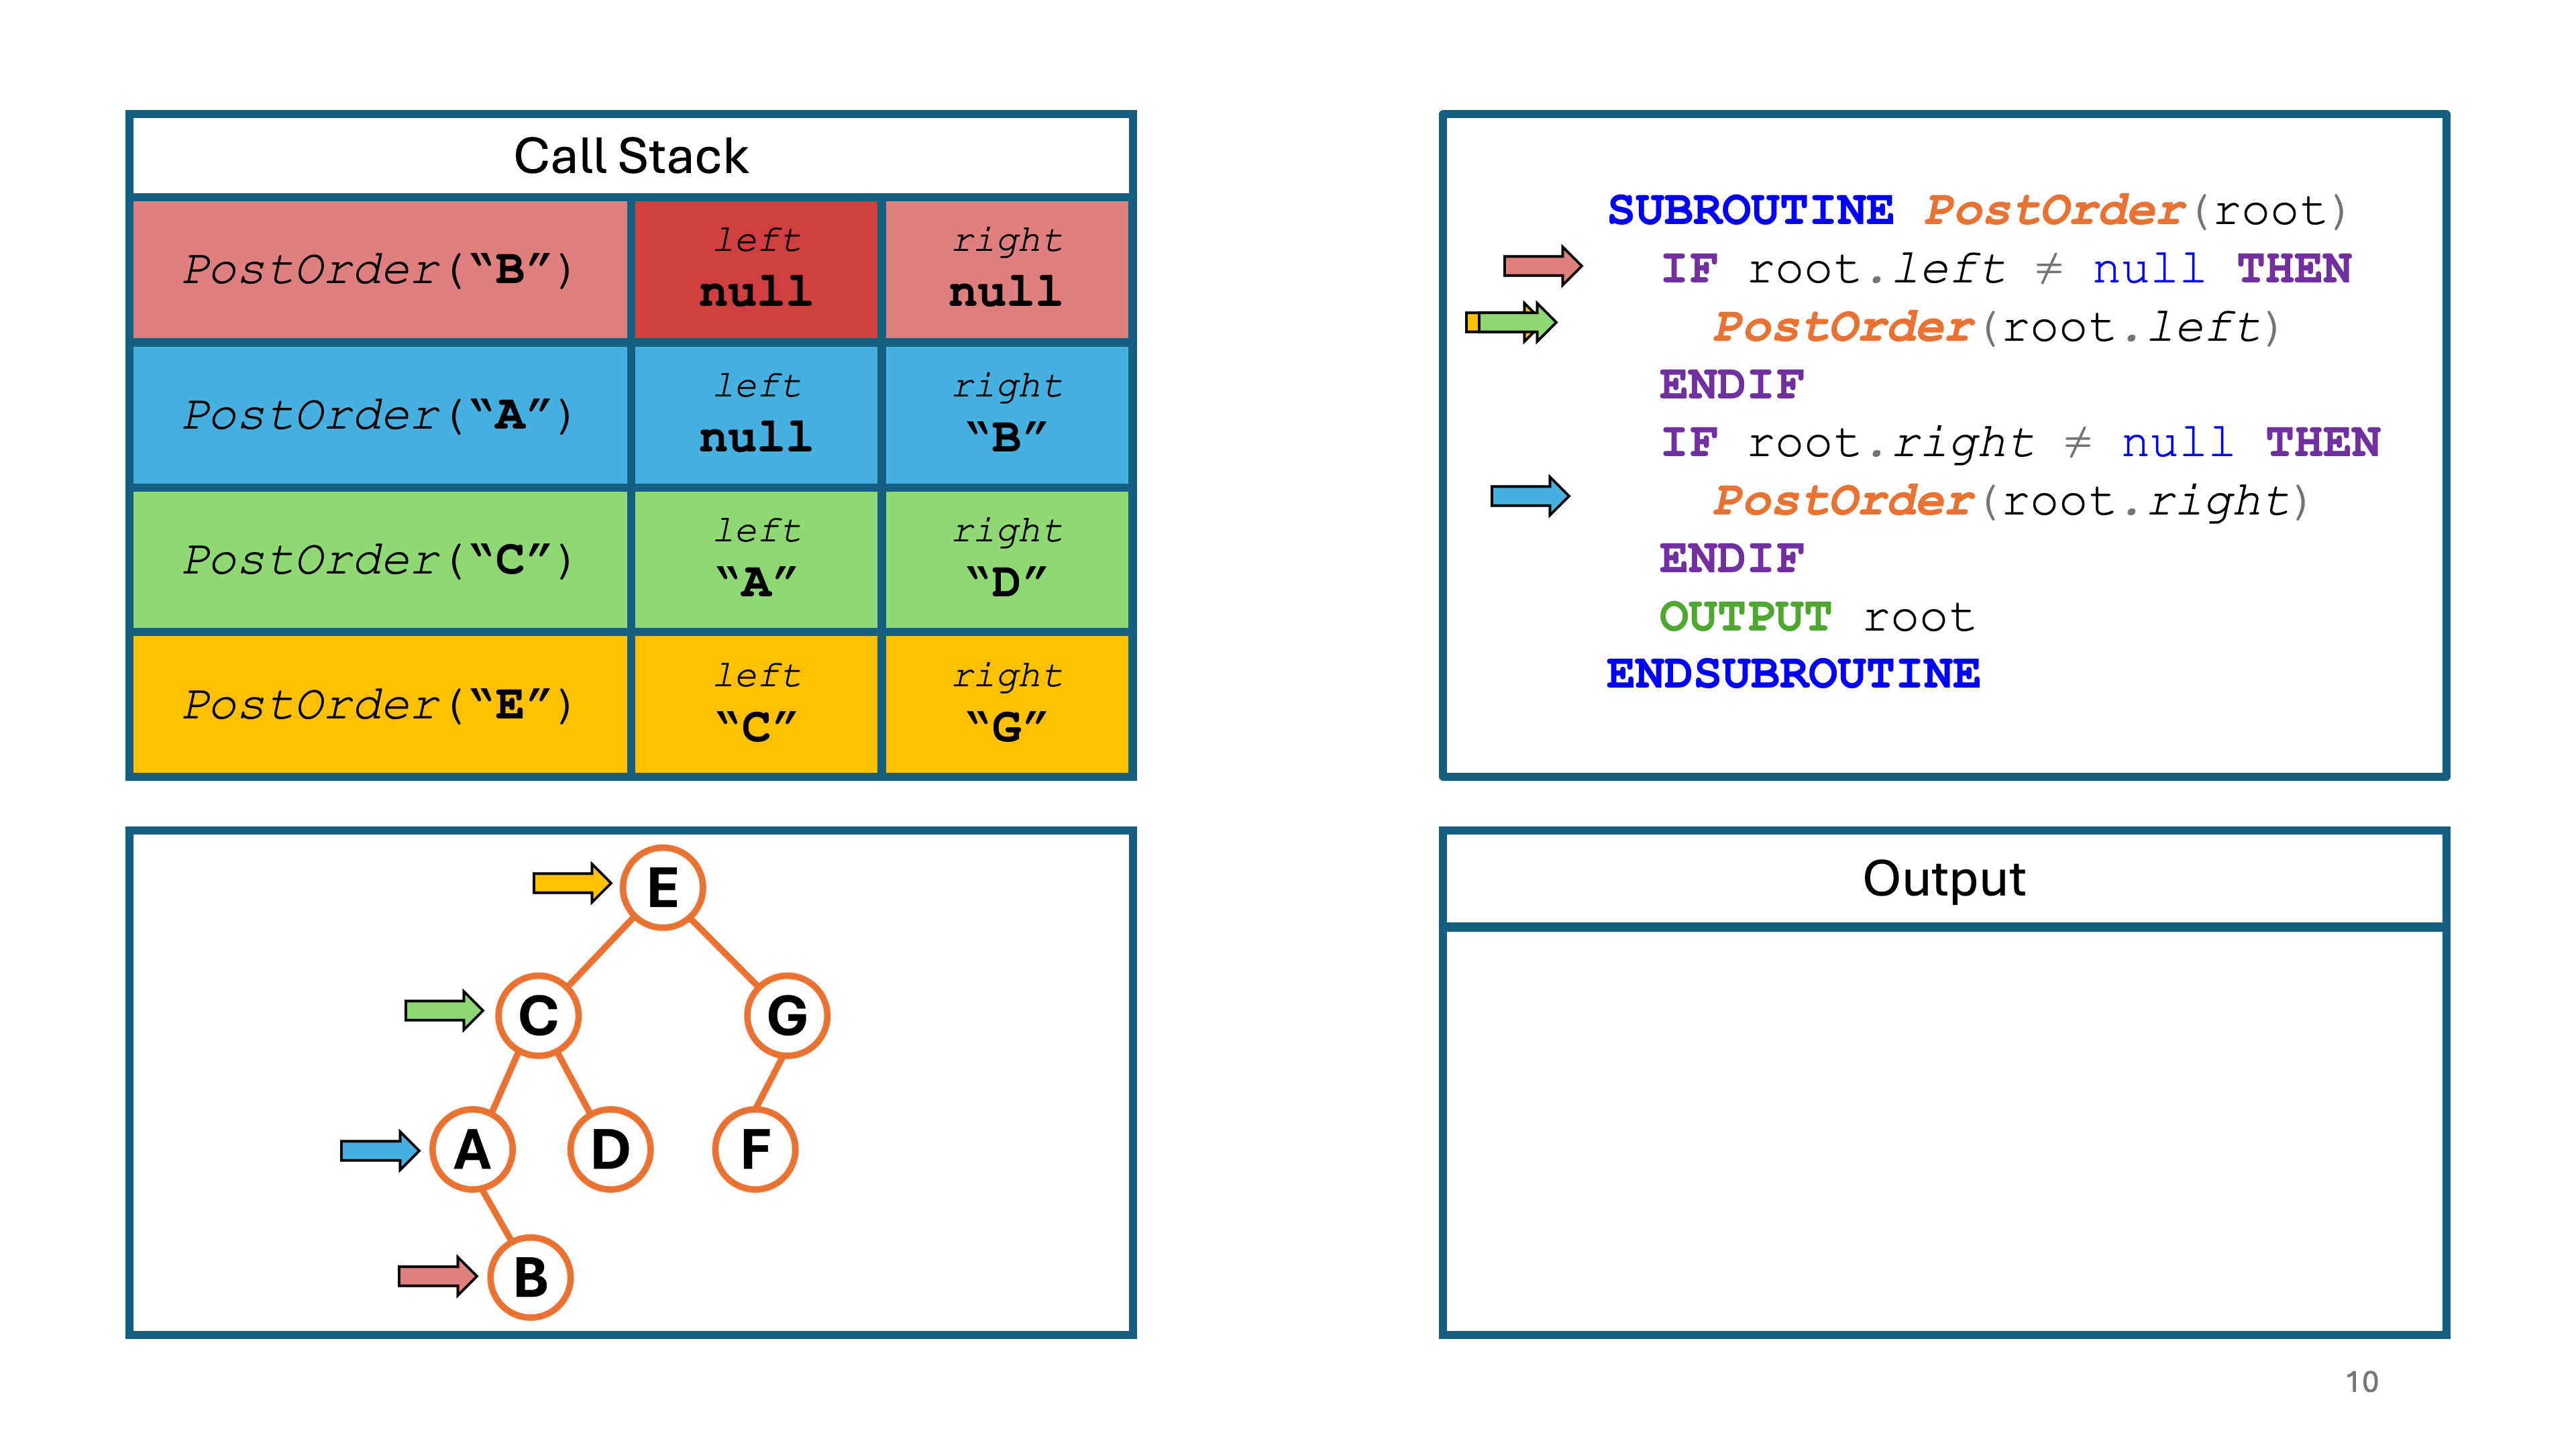 Call Stack
PostOrder(“B”)
left
null
right
null
PostOrder(“A”)
left
null
right
“B”
PostOrder(“C”)
left
“A”
right
“D”
PostOrder(“E”)
left
“C”
right
“G”
SUBROUTINE PostOrder(root)
IF root.left ≠ null THEN
PostOrder(root.left)
ENDIF
IF root.right ≠ null THEN
PostOrder(root.right)
ENDIF
OUTPUT root
ENDSUBROUTINE
E
C
G
A
D
F
B
Output
10